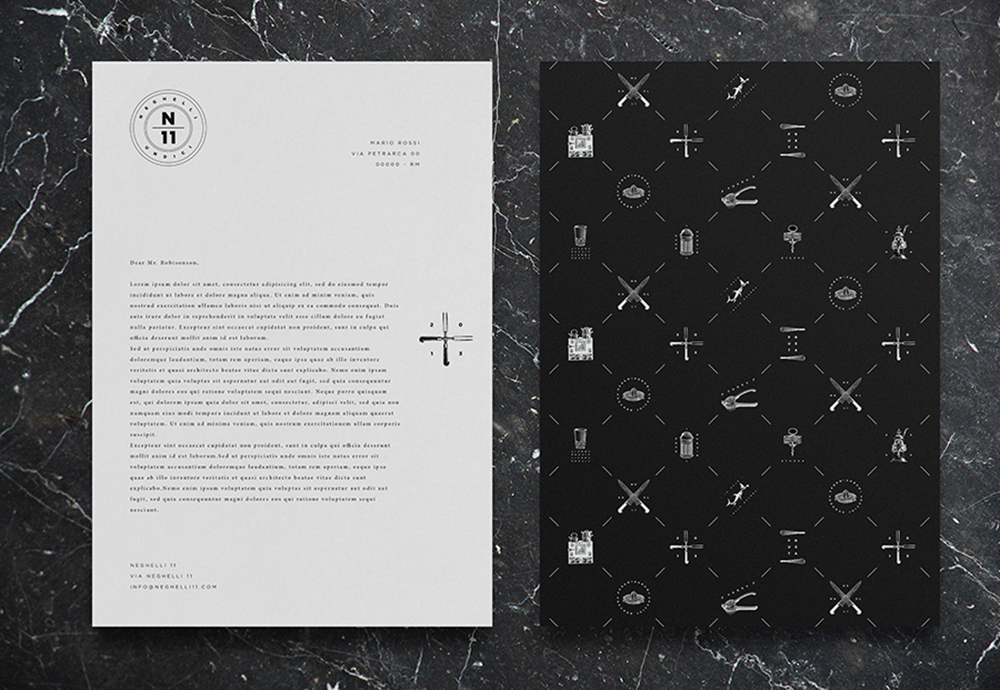 NEGHELLI
N
11
UNDICI
MARIO ROSSI
VIA PETRARCA 00
00000 - KM
Dear Mr. Robisonson,
Lorem ipsum dolor sit amet, consectetur adipisicing elit, sed do eiusmod tempor
incididunt ut labore et dolore magna aliqua. Ut enim ad minim veniam, quis
nostrud exercitation ullamco laboris nisi ut aliquip ex ea commodo consequat. Duis
aute irure dolor in reprehenderit in voluptate velit esse cillum dolore eu fugiat
nulla pariatur. Excepteur sint occaecat cupidatat non proident, sunt in culpa qui
officia deserunt mollit anim id est laborum.
Sed ut perspiciatis unde omnis iste natus error sit voluptatem accusantium
doloremque laudantium, totam rem aperiam, eaque ipsa quae ab illo inventore
veritatis et quasi architecto beatae vitae dicta sunt explicabo. Nemo enim ipsam
voluptatem quia voluptas sit aspernatur aut odit aut fugit, sed quia consequuntur
magni dolores eos qui ratione voluptatem sequi nesciunt. Neque porro quisquam
est, qui dolorem ipsum quia dolor sit amet, consectetur, adipisci velit, sed quia non
numquam eius modi tempora incidunt ut labore et dolore magnam aliquam quaerat
voluptatem. Ut enim ad minima veniam, quis nostrum exercitationem ullam corporis
suscipit.
Excepteur sint occaecat cupidatat non proident, sunt in culpa qui officia deserunt
mollit anim id est laborum.Sed ut perspiciatis unde omnis iste natus error sit
voluptatem accusantium doloremque laudantium, totam rem aperiam, eaque ipsa
quae ab illo inventore veritatis et quasi architecto beatae vitae dicta sunt
explicabo.Nemo enim ipsam voluptatem quia voluptas sit aspernatur aut odit aut
fugit, sed quia consequuntur magni dolores eos qui ratione voluptatem sequi
nesciunt.
2 0
1 3
NEGHELLI 11
VIA NEGHELLI 11
INFO@NEGHELLI11.COM